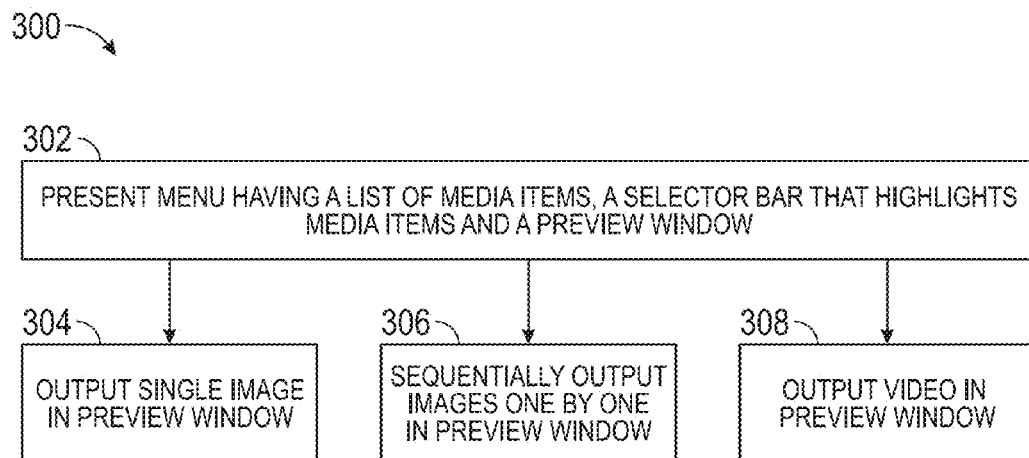 300
302
PRESENT MENU HAVING A LIST OF MEDIA ITEMS, A SELECTOR BAR THAT HIGHLIGHTS
MEDIA ITEMS AND A PREVIEW WINDOW
304
OUTPUT SINGLE IMAGE
IN PREVIEW WINDOW
306
SEQUENTIALLY OUTPUT
IMAGES ONE BY ONE
IN PREVIEW WINDOW
308
OUTPUT VIDEO IN
PREVIEW WINDOW